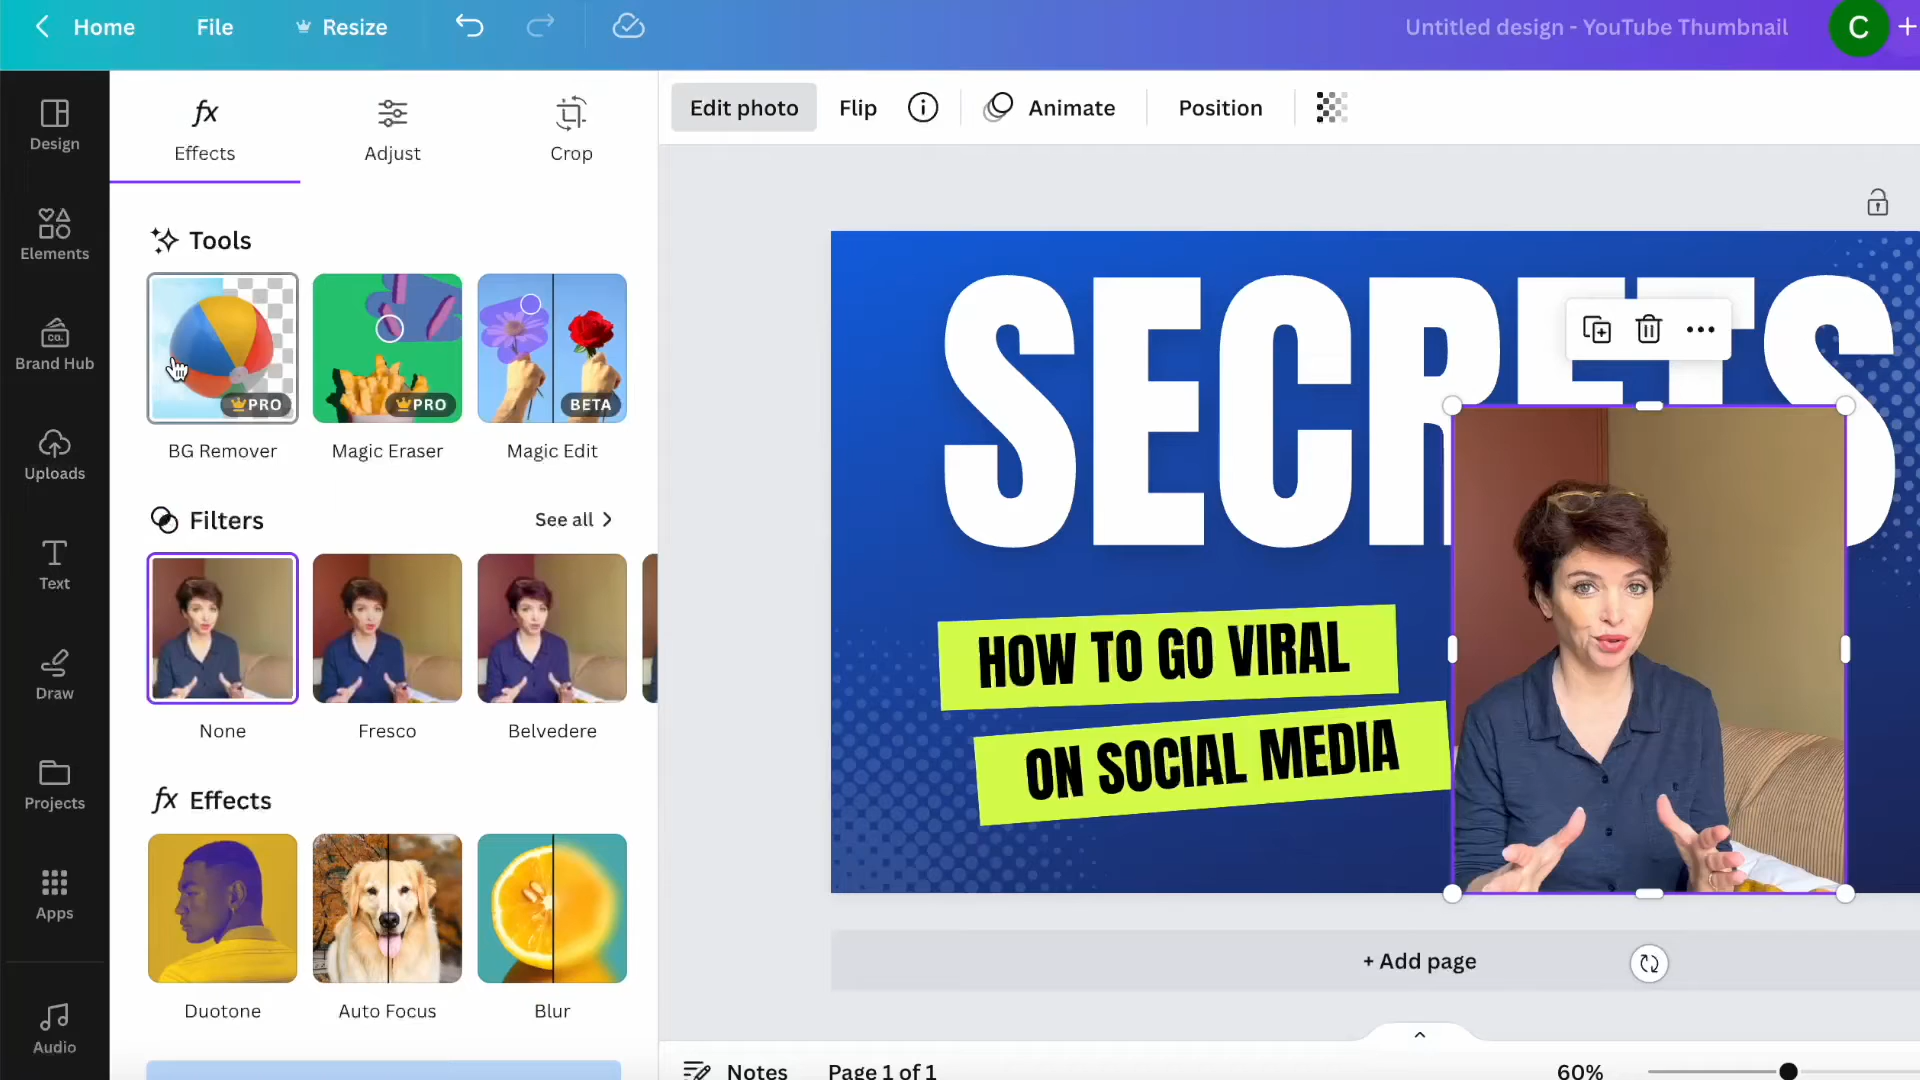 Home File Resize Untitled design - YouTube Thumbnail C
Design
Elements
CO.
Brand Hub
Uploads
Text
Draw
Projects
Apps
Audio
fx
Effects Adjust Crop
Tools
PRO PRO BETA
BG Remover Magic Eraser Magic Edit
Filters See all
None Fresco Belvedere
fx Effects
Duotone Auto Focus Blur
Edit photo Flip Animate Position
SECRETS
HOW TO GO VIRAL
ON SOCIAL MEDIA
+ Add page
Notes Page 1 of 1 60%